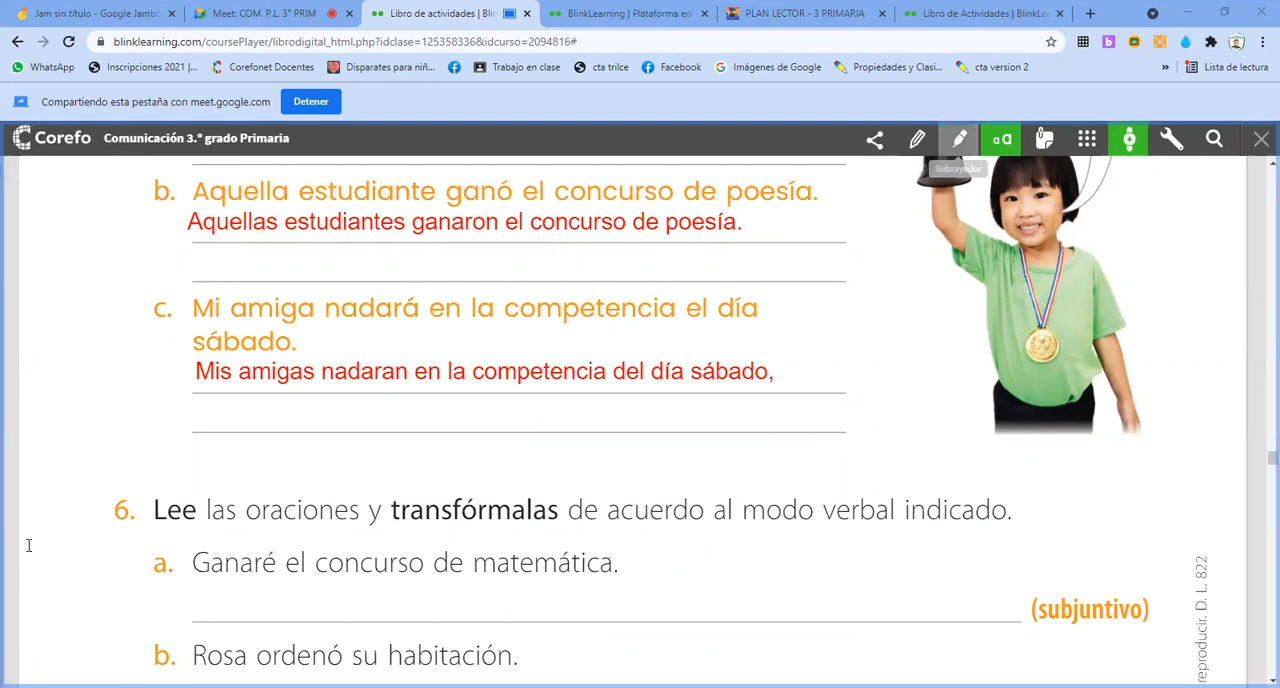 Jam sin título - Google Jambo
Meet: COM. P.L. 3° PRIM
Libro de actividades | Blin
BlinkLearning | Plataforma ed
PLAN LECTOR - 3 PRIMARIA
Libro de Actividades | BlinkLe
blinklearning.com/coursePlayer/librodigital_html.php?idclase=125358336&idcurso=2094816#
WhatsApp
Inscripciones 2021 |...
Corefonet Docentes
Disparates para niñ...
Trabajo en clase
cta trilce
Facebook
Imágenes de Google
Propiedades y Clasi...
cta version 2
»
Lista de lectura
Compartiendo esta pestaña con meet.google.com
Detener
Corefo
Comunicación 3.º grado Primaria
aa
Subrayador
b. Aquella estudiante ganó el concurso de poesía.
Aquellas estudiantes ganaron el concurso de poesía.
c. Mi amiga nadará en la competencia el día
sábado.
Mis amigas nadaran en la competencia del día sábado,
6. Lee las oraciones y transfórmalas de acuerdo al modo verbal indicado.
a. Ganaré el concurso de matemática.
(subjuntivo)
b. Rosa ordenó su habitación.
reproducir. D. L. 822